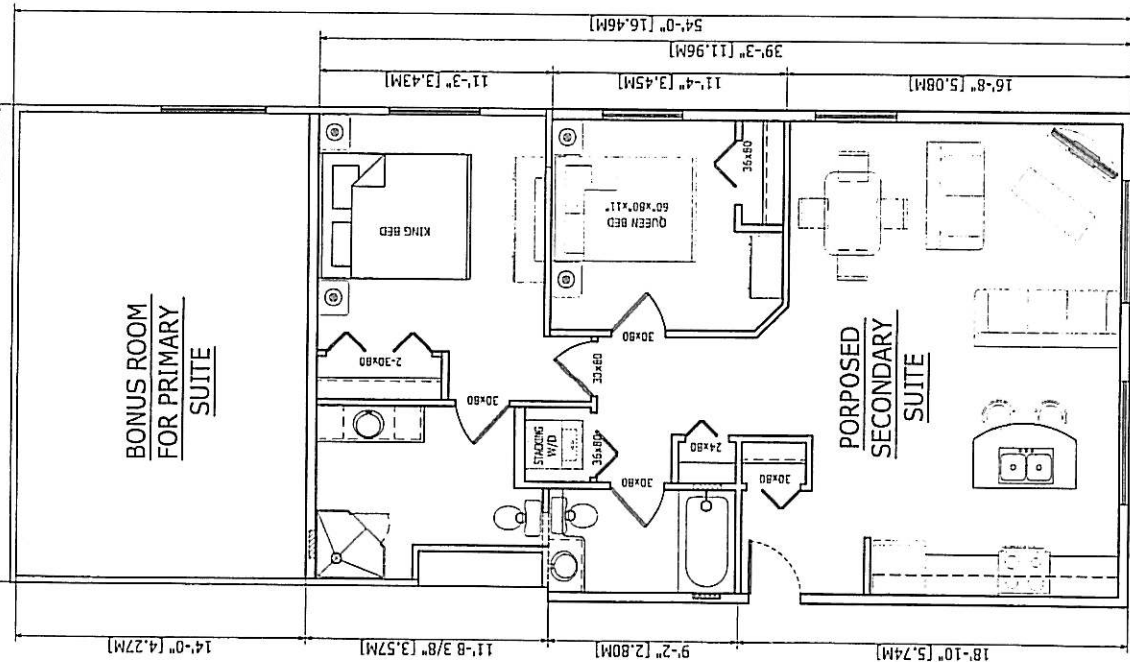 54'-0" [16.46M]
39'-3" [11.96M]
11'-3" [3.43M]
11'-4" [3.45M]
16'-8" [5.08M]
BONUS ROOM
FOR PRIMARY
SUITE
KING BED
2-30x80
30x80
30x80
QUEEN BED
60"x80"x11"
36x80
30x80
STACKING
W/D
36x80
30x80
24x80
30x80
PORPOSED
SECONDARY
SUITE
14'-0" [4.27M]
11'-8 3/8" [3.57M]
9'-2" [2.80M]
18'-10" [5.74M]